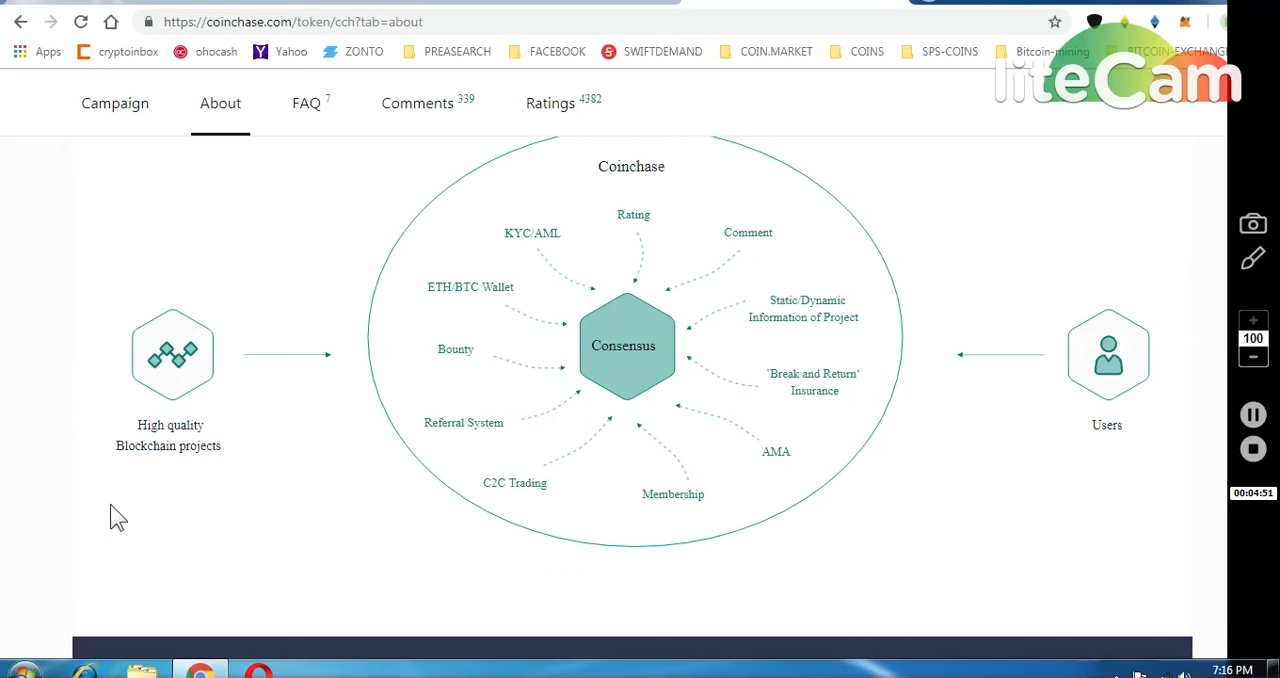 https://coinchase.com/token/cch?tab=about
Apps cryptoinbox ohocash Yahoo ZONTO PREASEARCH FACEBOOK SWIFTDEMAND COIN.MARKET COINS SPS-COINS Bitcoin-mining BITCOIN-EXCHANGE
liteCam
Campaign About FAQ 7 Comments 339 Ratings 4382
Coinchase
Rating
KYC/AML
Comment
ETH/BTC Wallet
Static/Dynamic
Information of Project
Consensus
Bounty
'Break and Return'
Insurance
Referral System
High quality
Blockchain projects
Users
AMA
C2C Trading
Membership
100
00:04:51
7:16 PM